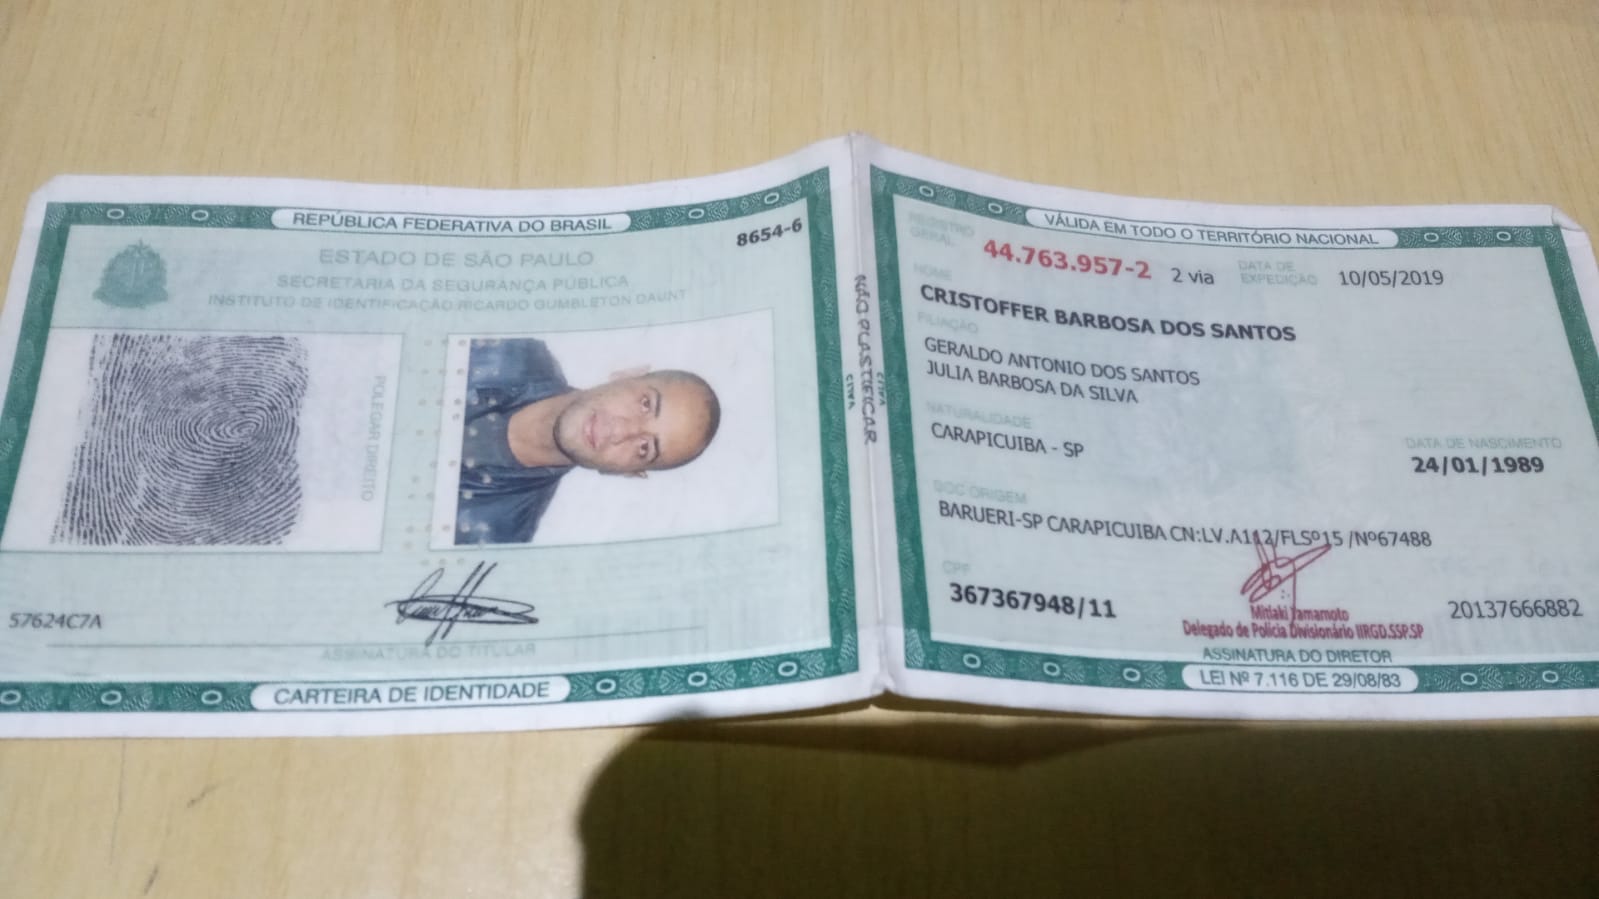 REPÚBLICA FEDERATIVA DO BRASIL
8654-6
ESTADO DE SÃO PAULO
SECRETARIA DA SEGURANÇA PÚBLICA
INSTITUTO DE IDENTIFICAÇÃO RICARDO GUMBLETON DAUNT
POLEGAR DIREITO
57624C7A
ASSINATURA DO TITULAR
CARTEIRA DE IDENTIDADE
NÃO PLASTIFICAR
VÁLIDA EM TODO O TERRITÓRIO NACIONAL
REGISTRO GERAL 44.763.957-2 2 via DATA DE EXPEDIÇÃO 10/05/2019
NOME
CRISTOFFER BARBOSA DOS SANTOS
FILIAÇÃO
GERALDO ANTONIO DOS SANTOS
JULIA BARBOSA DA SILVA
NATURALIDADE
CARAPICUIBA - SP
DATA DE NASCIMENTO
24/01/1989
DOC ORIGEM
BARUERI-SP CARAPICUIBA CN:LV.A112/FLSº15 /Nº67488
CPF
367367948/11
20137666882
Mitiaki Yamamoto
Delegado de Polícia Divisionário IIRGD.SSP.SP
ASSINATURA DO DIRETOR
LEI Nº 7.116 DE 29/08/83